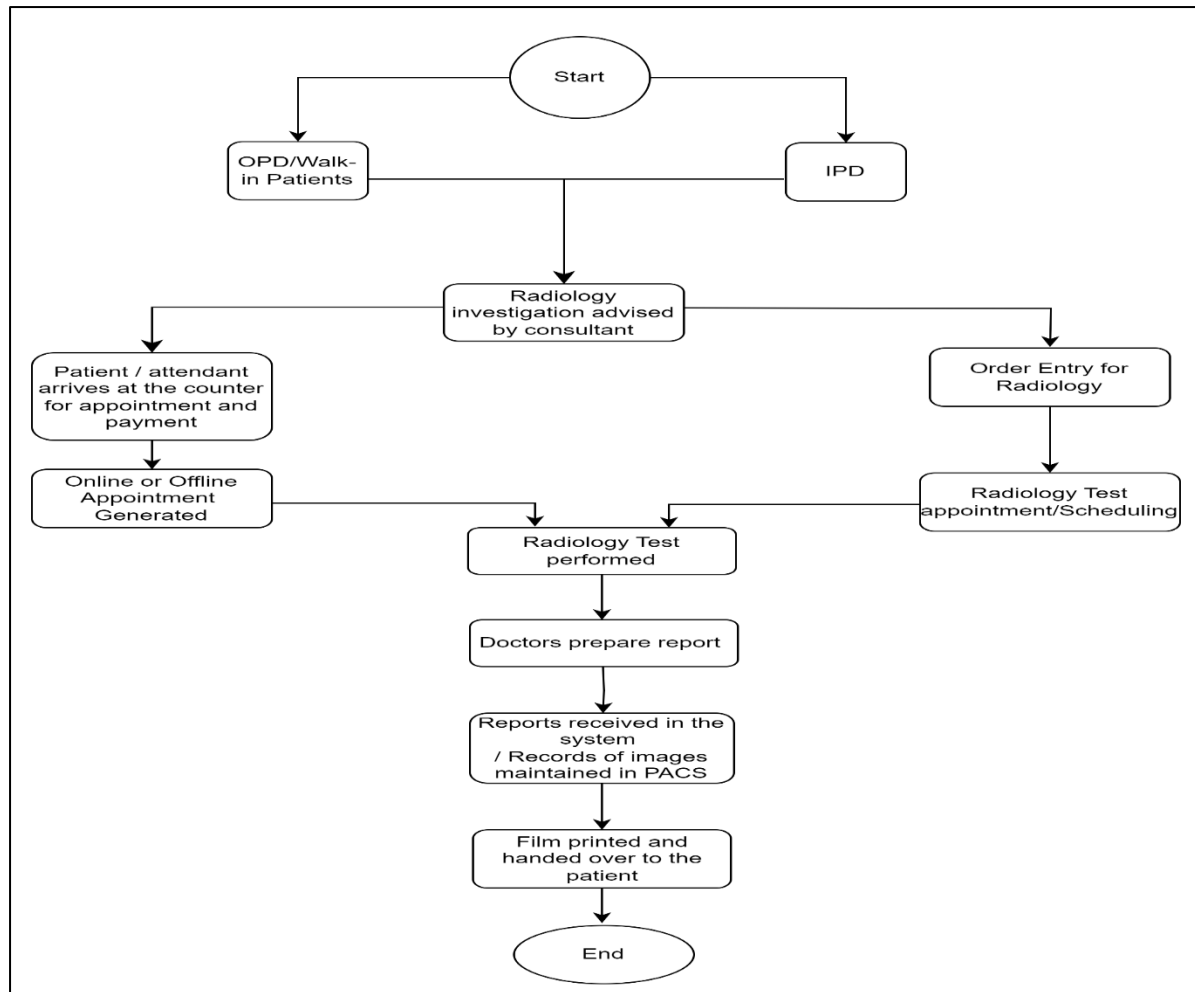 Start
OPD/Walk-
in Patients
IPD
Radiology
investigation advised
by consultant
Patient / attendant
arrives at the counter
for appointment and
payment
Order Entry for
Radiology
Online or Offline
Appointment
Generated
Radiology Test
appointment/Scheduling
Radiology Test
performed
Doctors prepare report
Reports received in the
system
/ Records of images
maintained in PACS
Film printed and
handed over to the
patient
End